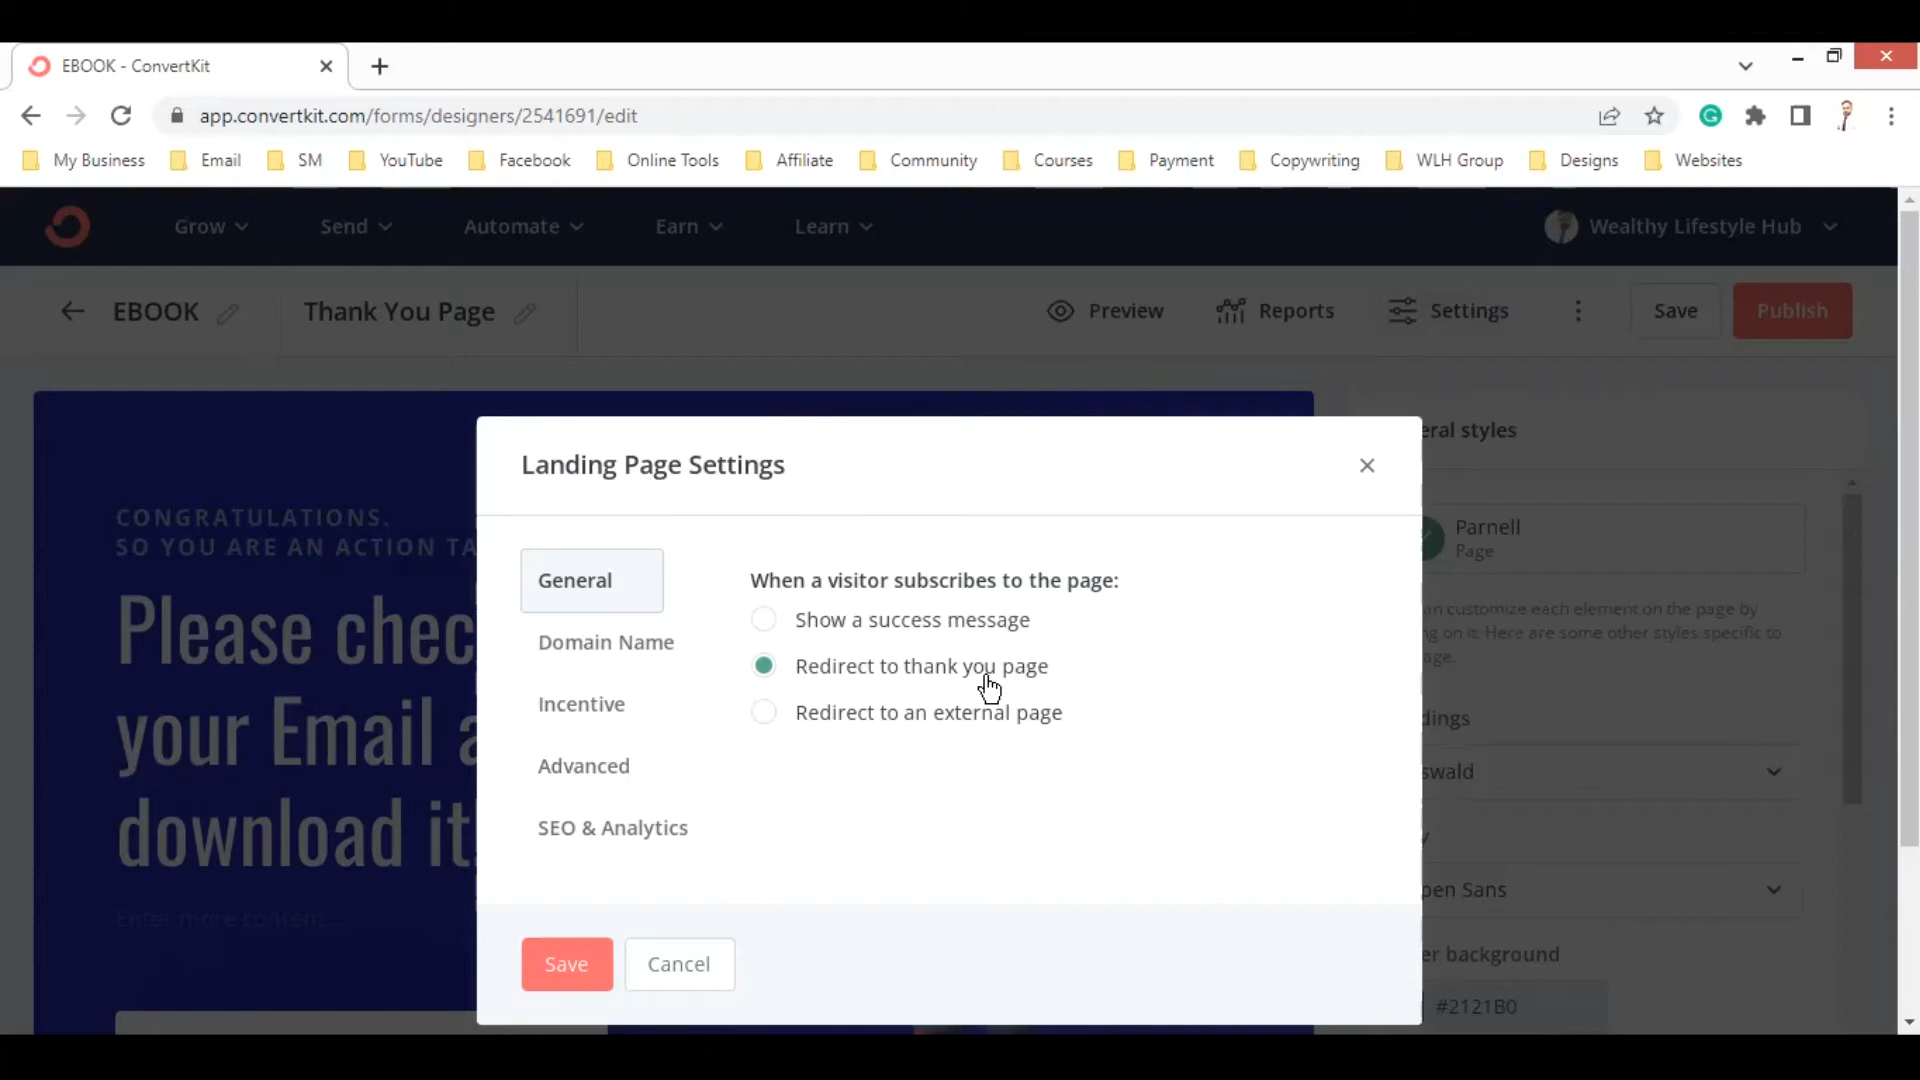 EBOOK - ConvertKit
app.convertkit.com/forms/designers/2541691/edit
My Business Email SM YouTube Facebook Online Tools Affiliate Community Courses Payment Copywriting WLH Group Designs Websites
Grow Send Automate Earn Learn Wealthy Lifestyle Hub
EBOOK Thank You Page Preview Reports Settings Save Publish
Landing Page Settings
eral styles
CONGRATULATIONS.
SO YOU ARE AN ACTION TA
Please chec
your Email a
download it.
Enter more content...
General
Domain Name
Incentive
Advanced
SEO & Analytics
When a visitor subscribes to the page:
Show a success message
Redirect to thank you page
Redirect to an external page
Save Cancel
Parnell
Page
an customize each element on the page by
ng on it. Here are some other styles specific to
age.
dings
swald
y
pen Sans
er background
#2121B0